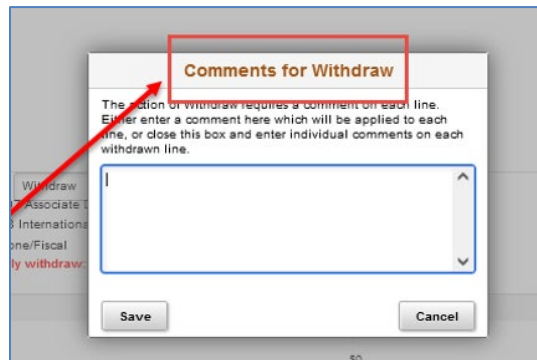 Comments for Withdraw
The action of Withdraw requires a comment on each line.
Either enter a comment here which will be applied to each
line, or close this box and enter individual comments on each
withdrawn line.
Withdraw
Associate
Internationa
one/Fiscal
ly withdraw:
Save
Cancel
$0